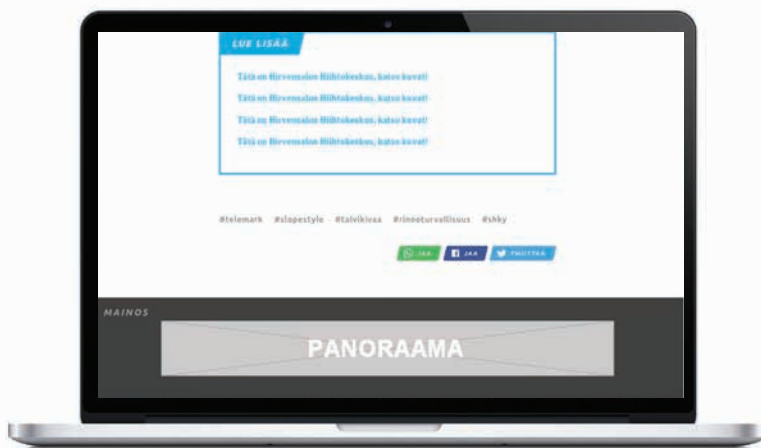 LUE LISÄÄ
Tätä on Hirvensalon Hiihtokeskus, katso kuvat!
Tätä on Hirvensalon Hiihtokeskus, katso kuvat!
Tätä on Hirvensalon Hiihtokeskus, katso kuvat!
Tätä on Hirvensalon Hiihtokeskus, katso kuvat!
#telemark #slopestyle #talvikivaa #rinneturvallisuus #shky
JAA JAA TWIITTAA
MAINOS
PANORAAMA